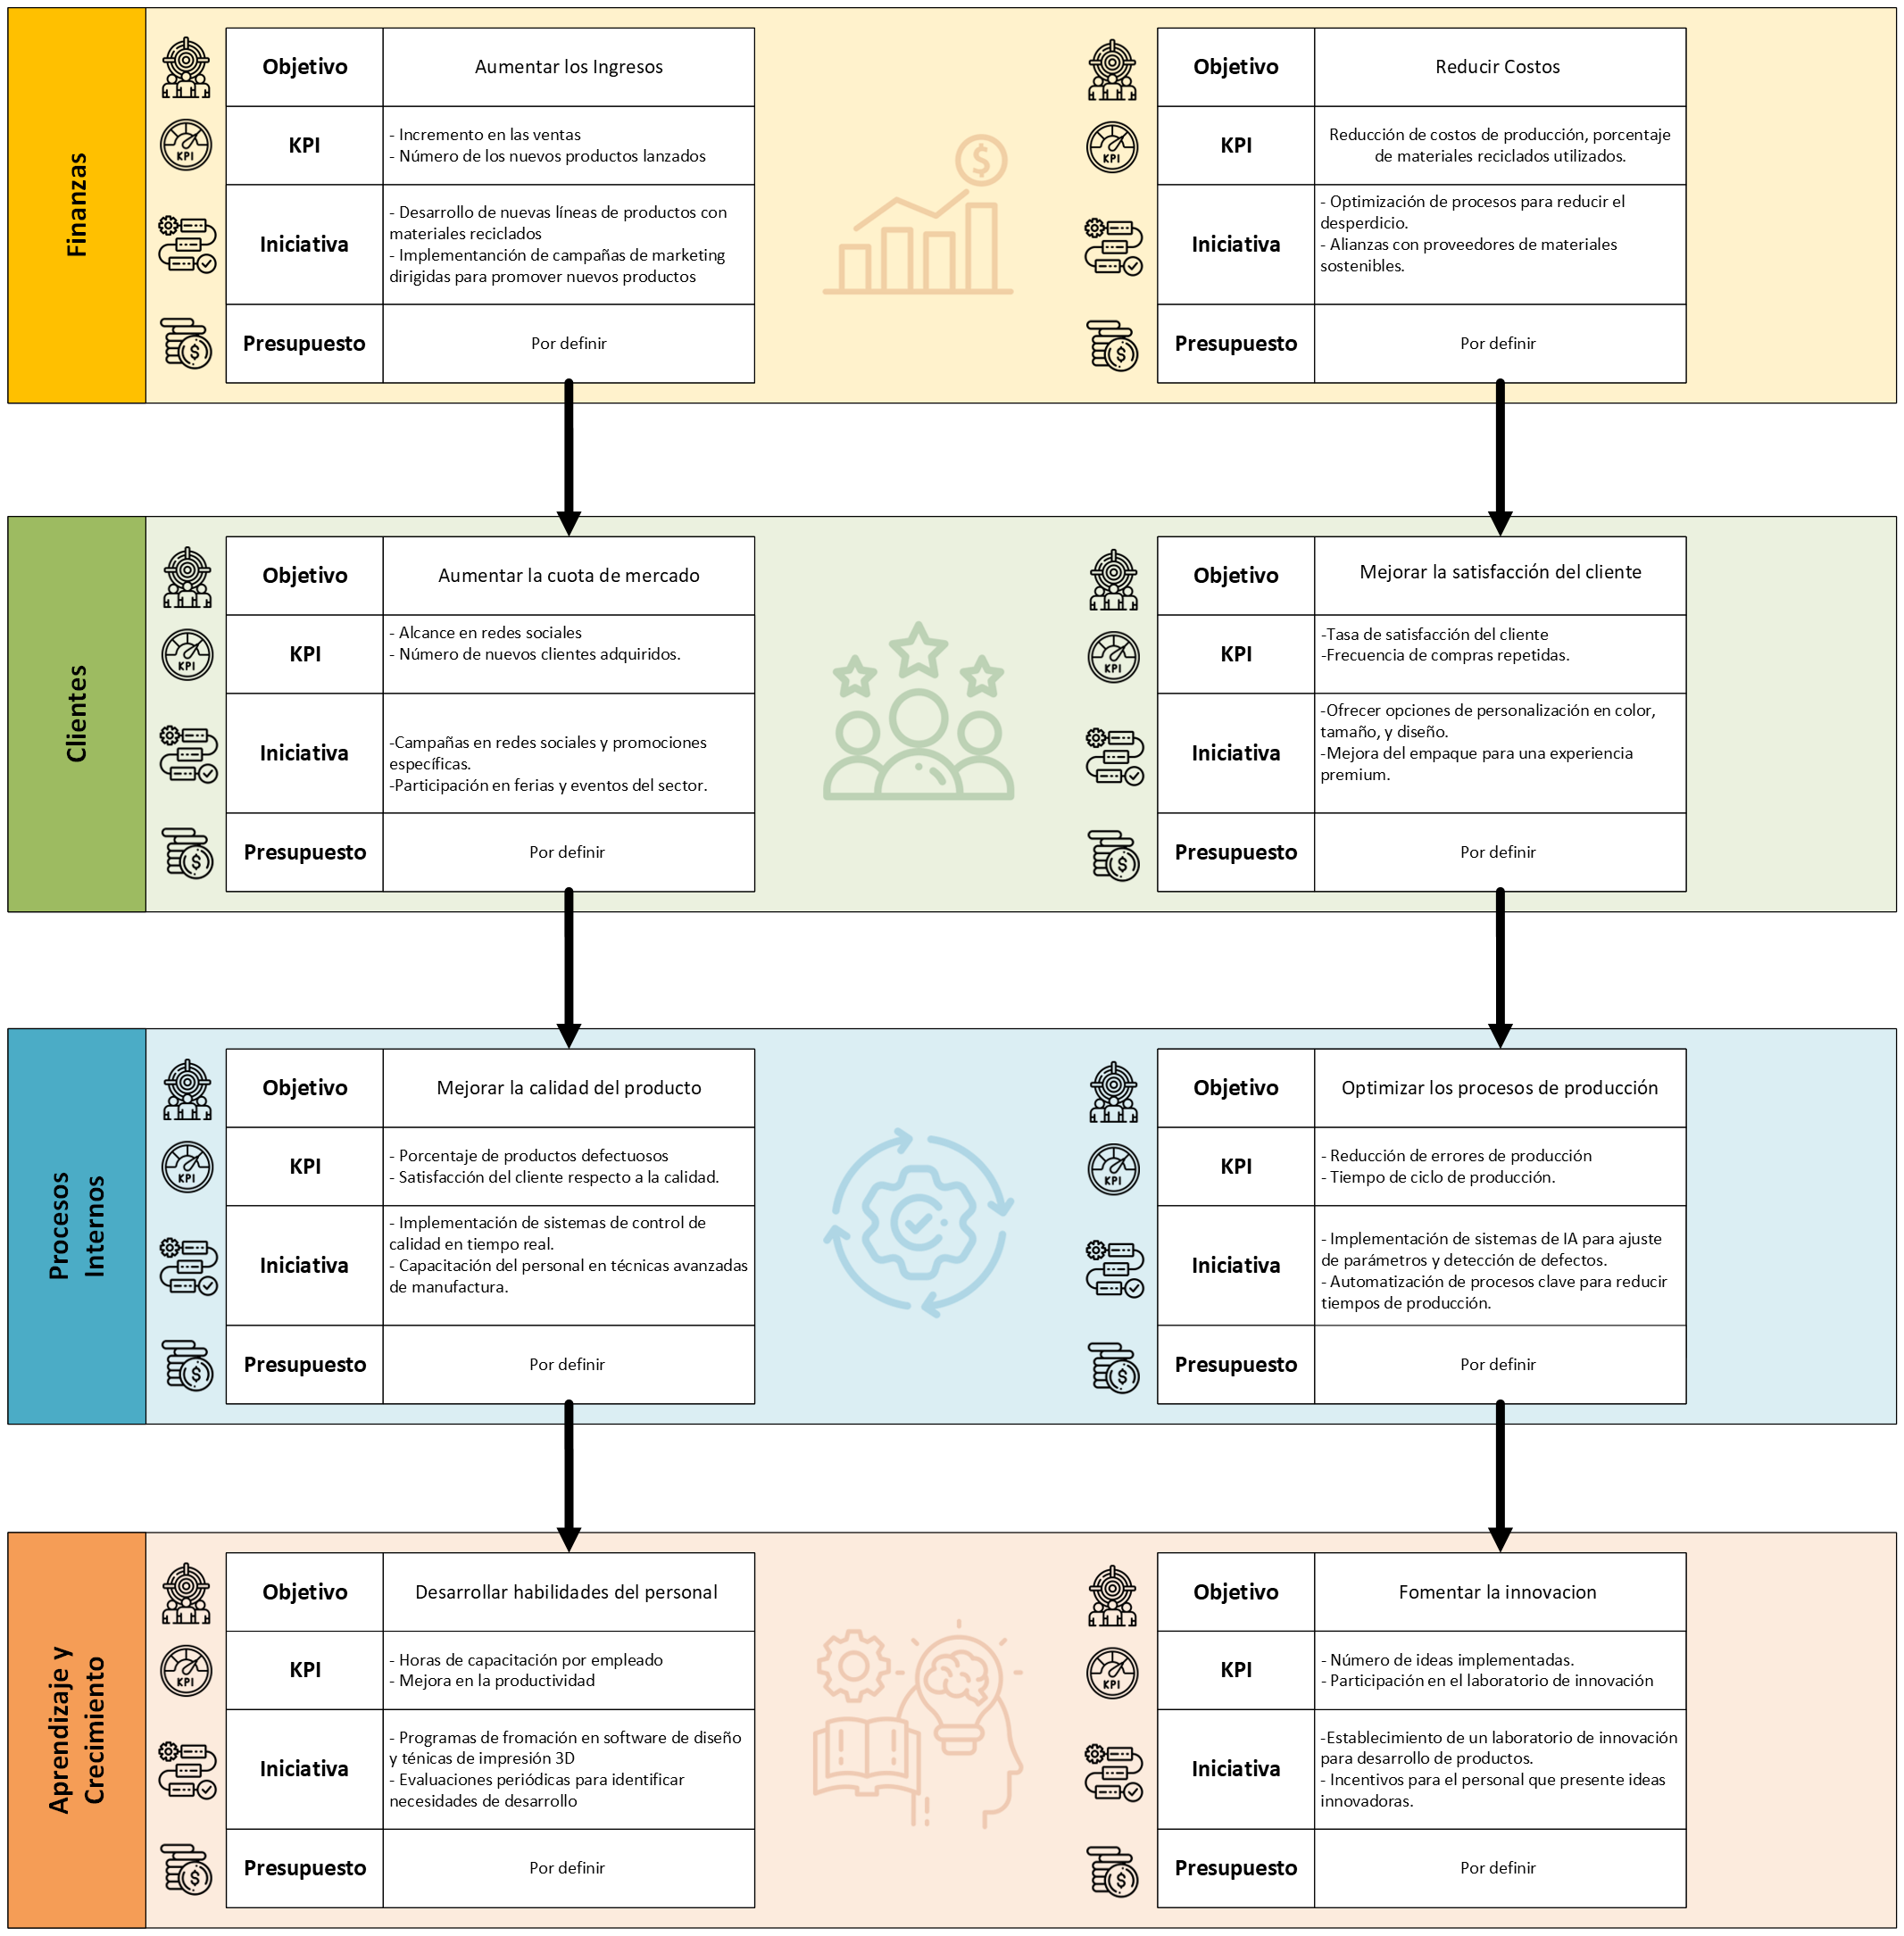 Finanzas
Objetivo
Aumentar los Ingresos
KPI
- Incremento en las ventas
- Número de los nuevos productos lanzados
Iniciativa
- Desarrollo de nuevas líneas de productos con
materiales reciclados
- Implementanción de campañas de marketing
dirigidas para promover nuevos productos
Presupuesto
Por definir
Objetivo
Reducir Costos
KPI
Reducción de costos de producción, porcentaje
de materiales reciclados utilizados.
Iniciativa
- Optimización de procesos para reducir el
desperdicio.
- Alianzas con proveedores de materiales
sostenibles.
Presupuesto
Por definir
KPI
$
$
KPI
$
Clientes
Objetivo
Aumentar la cuota de mercado
KPI
- Alcance en redes sociales
- Número de nuevos clientes adquiridos.
Iniciativa
-Campañas en redes sociales y promociones
específicas.
-Participación en ferias y eventos del sector.
Presupuesto
Por definir
Objetivo
Mejorar la satisfacción del cliente
KPI
-Tasa de satisfacción del cliente
-Frecuencia de compras repetidas.
Iniciativa
-Ofrecer opciones de personalización en color,
tamaño, y diseño.
-Mejora del empaque para una experiencia
premium.
Presupuesto
Por definir
KPI
$
KPI
$
Procesos
Internos
Objetivo
Mejorar la calidad del producto
KPI
- Porcentaje de productos defectuosos
- Satisfacción del cliente respecto a la calidad.
Iniciativa
- Implementación de sistemas de control de
calidad en tiempo real.
- Capacitación del personal en técnicas avanzadas
de manufactura.
Presupuesto
Por definir
Objetivo
Optimizar los procesos de producción
KPI
- Reducción de errores de producción
- Tiempo de ciclo de producción.
Iniciativa
- Implementación de sistemas de IA para ajuste
de parámetros y detección de defectos.
- Automatización de procesos clave para reducir
tiempos de producción.
Presupuesto
Por definir
KPI
$
KPI
$
Aprendizaje y
Crecimiento
Objetivo
Desarrollar habilidades del personal
KPI
- Horas de capacitación por empleado
- Mejora en la productividad
Iniciativa
- Programas de fromación en software de diseño
y ténicas de impresión 3D
- Evaluaciones periódicas para identificar
necesidades de desarrollo
Presupuesto
Por definir
Objetivo
Fomentar la innovacion
KPI
- Número de ideas implementadas.
- Participación en el laboratorio de innovación
Iniciativa
-Establecimiento de un laboratorio de innovación
para desarrollo de productos.
- Incentivos para el personal que presente ideas
innovadoras.
Presupuesto
Por definir
KPI
$
KPI
$